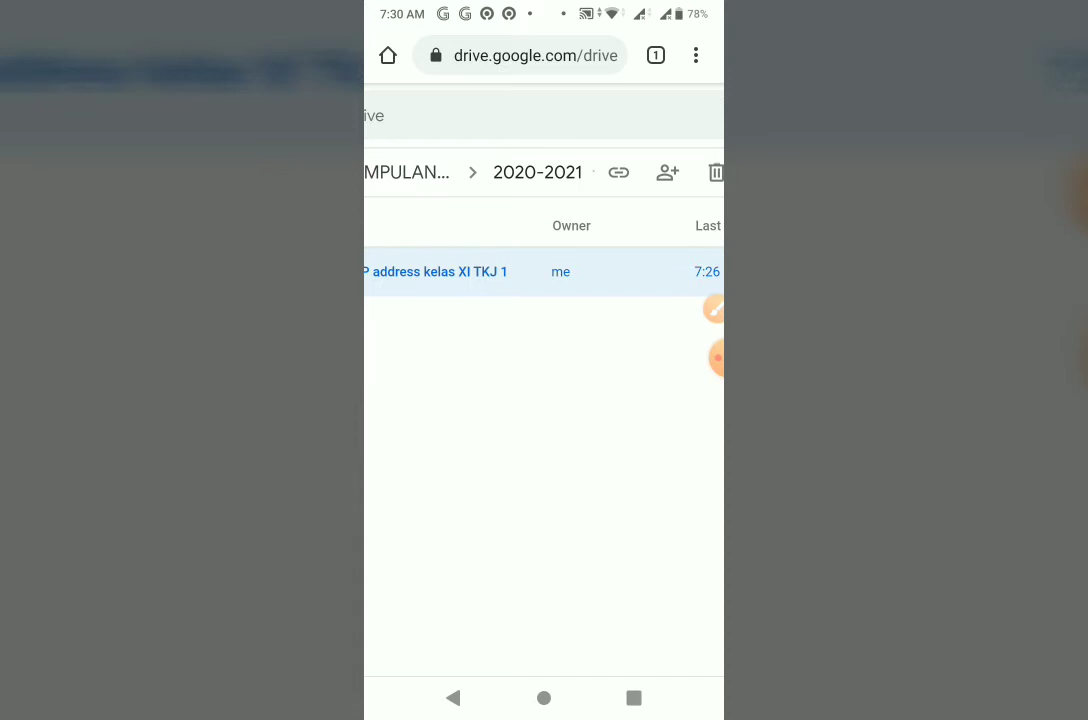 7:30 AM
78%
drive.google.com/drive
1
ive
MPULAN... > 2020-2021
Owner
Last
P address kelas XI TKJ 1
me
7:26